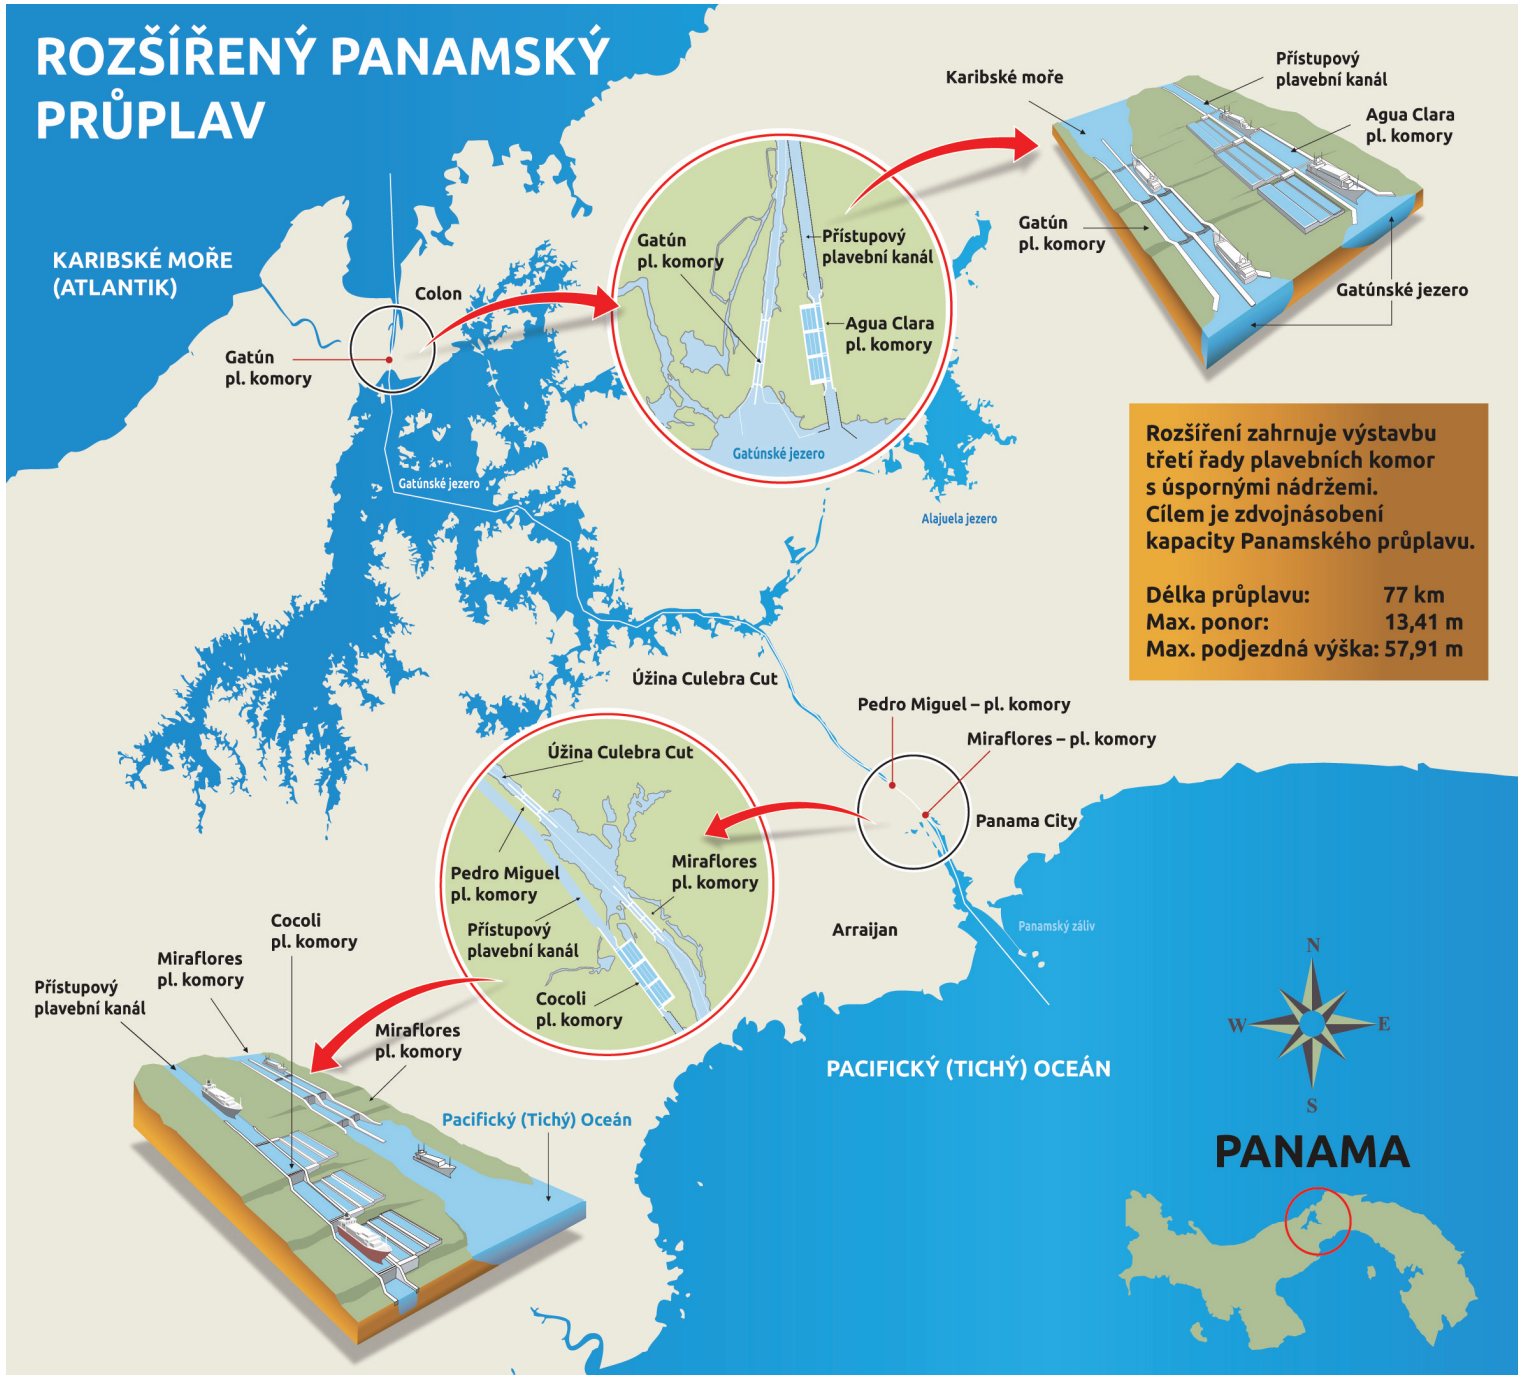 ROZŠÍŘENÝ PANAMSKÝ
PRŮPLAV
KARIBSKÉ MOŘE
(ATLANTIK)
Colon
Gatún
pl. komory
Gatúnské jezero
Gatún
pl. komory
Přístupový
plavební kanál
Agua Clara
pl. komory
Gatúnské jezero
Karibské moře
Přístupový
plavební kanál
Agua Clara
pl. komory
Gatún
pl. komory
Gatúnské jezero
Alajuela jezero
Rozšíření zahrnuje výstavbu
třetí řady plavebních komor
s úspornými nádržemi.
Cílem je zdvojnásobení
kapacity Panamského průplavu.
Délka průplavu: 77 km
Max. ponor: 13,41 m
Max. podjezdná výška: 57,91 m
Úžina Culebra Cut
Pedro Miguel – pl. komory
Miraflores – pl. komory
Panama City
Arraijan
Panamský záliv
Úžina Culebra Cut
Pedro Miguel
pl. komory
Miraflores
pl. komory
Přístupový
plavební kanál
Cocoli
pl. komory
Cocoli
pl. komory
Miraflores
pl. komory
Přístupový
plavební kanál
Miraflores
pl. komory
Pacifický (Tichý) Oceán
PACIFICKÝ (TICHÝ) OCEÁN
N
W
E
S
PANAMA